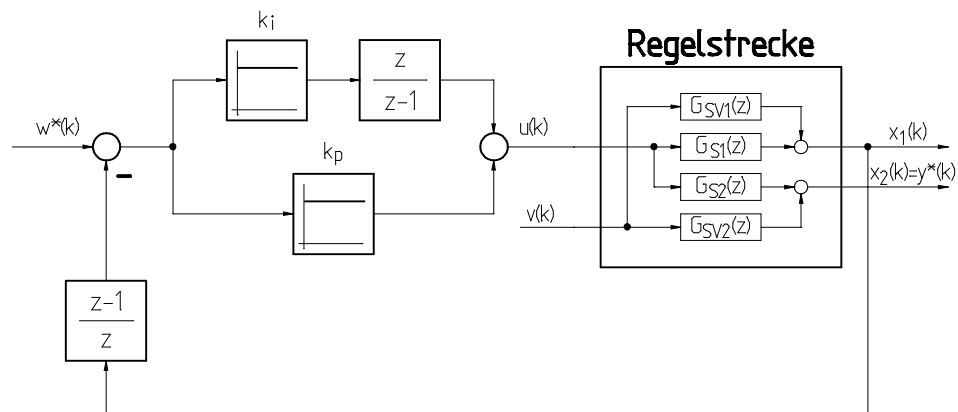 k_i
Regelstrecke
z
z-1
G_SV1(z)
w*(k)
u(k)
G_S1(z)
x_1(k)
k_p
G_S2(z)
x_2(k)=y*(k)
v(k)
G_SV2(z)
–
z-1
z